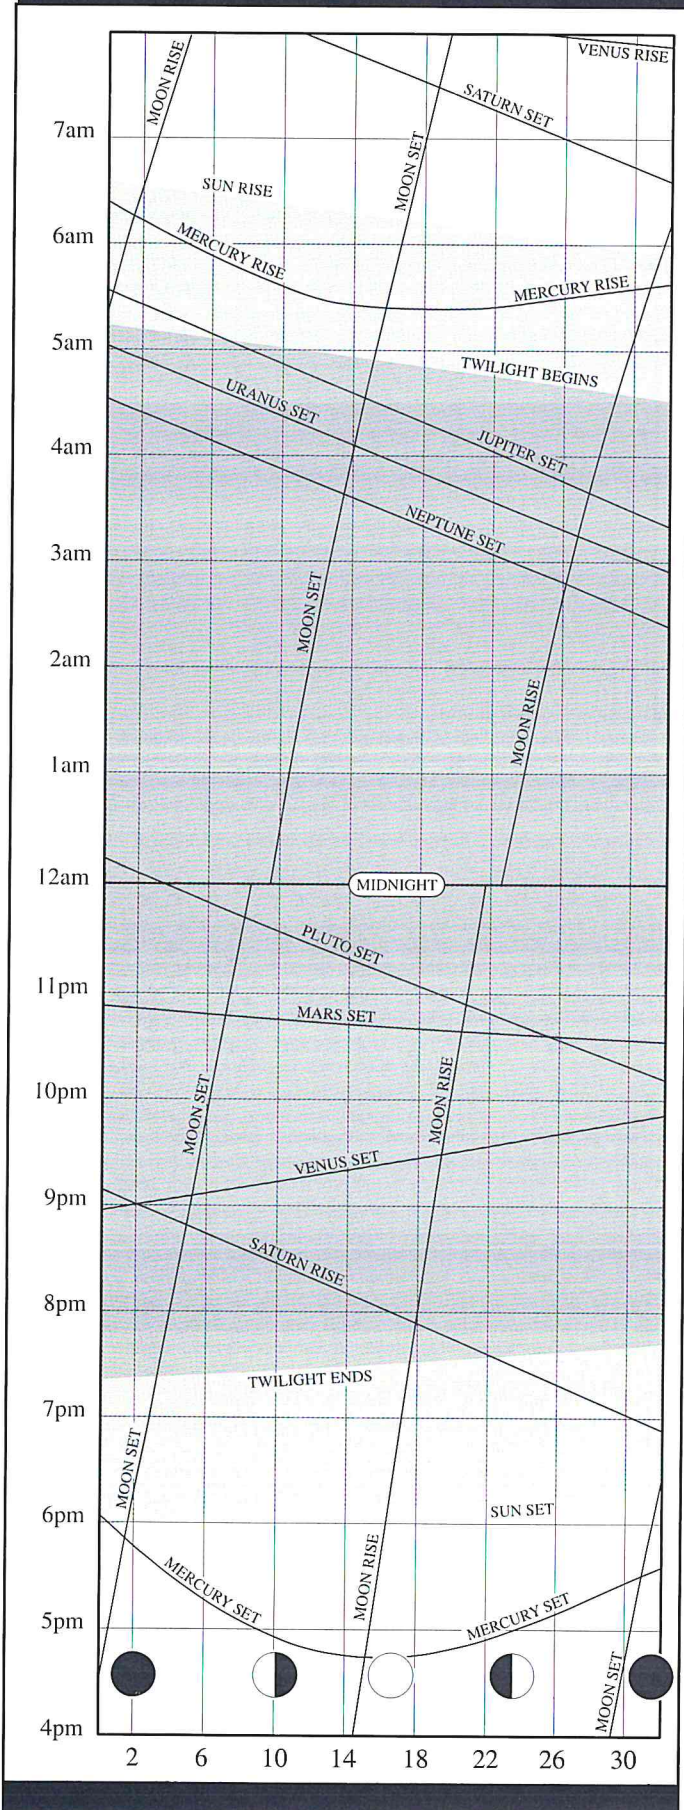 VENUS RISE
MOON RISE
SATURN SET
7am
MOON SET
SUN RISE
6am
MERCURY RISE
MERCURY RISE
5am
TWILIGHT BEGINS
URANUS SET
4am
JUPITER SET
NEPTUNE SET
3am
MOON SET
2am
MOON RISE
1am
12am
MIDNIGHT
PLUTO SET
11pm
MARS SET
10pm
MOON SET
MOON RISE
VENUS SET
9pm
SATURN RISE
8pm
TWILIGHT ENDS
7pm
MOON SET
6pm
SUN SET
MOON RISE
MERCURY SET
MERCURY SET
5pm
MOON SET
4pm
2 6 10 14 18 22 26 30